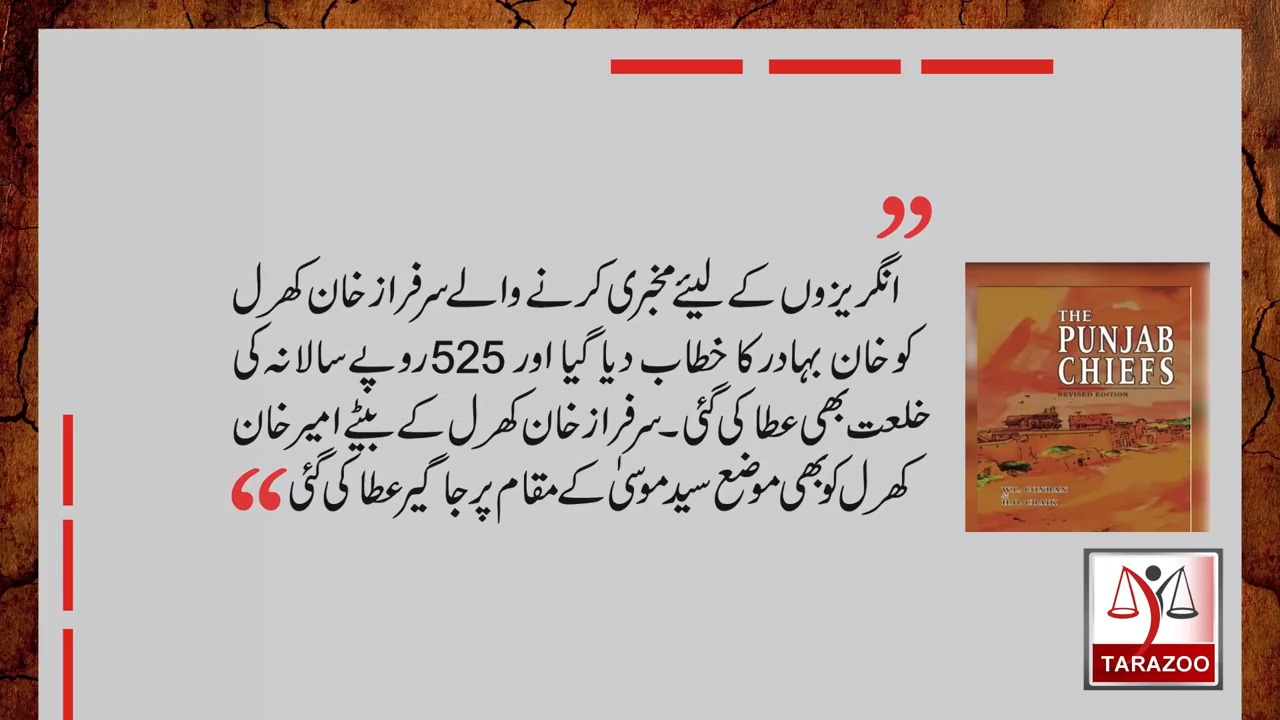 ”
انگریزوں کے لیئے مخبری کرنے والے سرفراز خان کھرل
کو خان بہادر کا خطاب دیا گیا اور 525 روپے سالانہ کی
خلعت بھی عطا کی گئی۔ سرفراز خان کھرل کے بیٹے امیر خان
کھرل کو بھی موضع سید موسیٰ کے مقام پر جاگیر عطا کی گئی “
THE
PUNJAB
CHIEFS
REVISED EDITION
W.L. CONRAN
H.D. CRAIK
TARAZOO